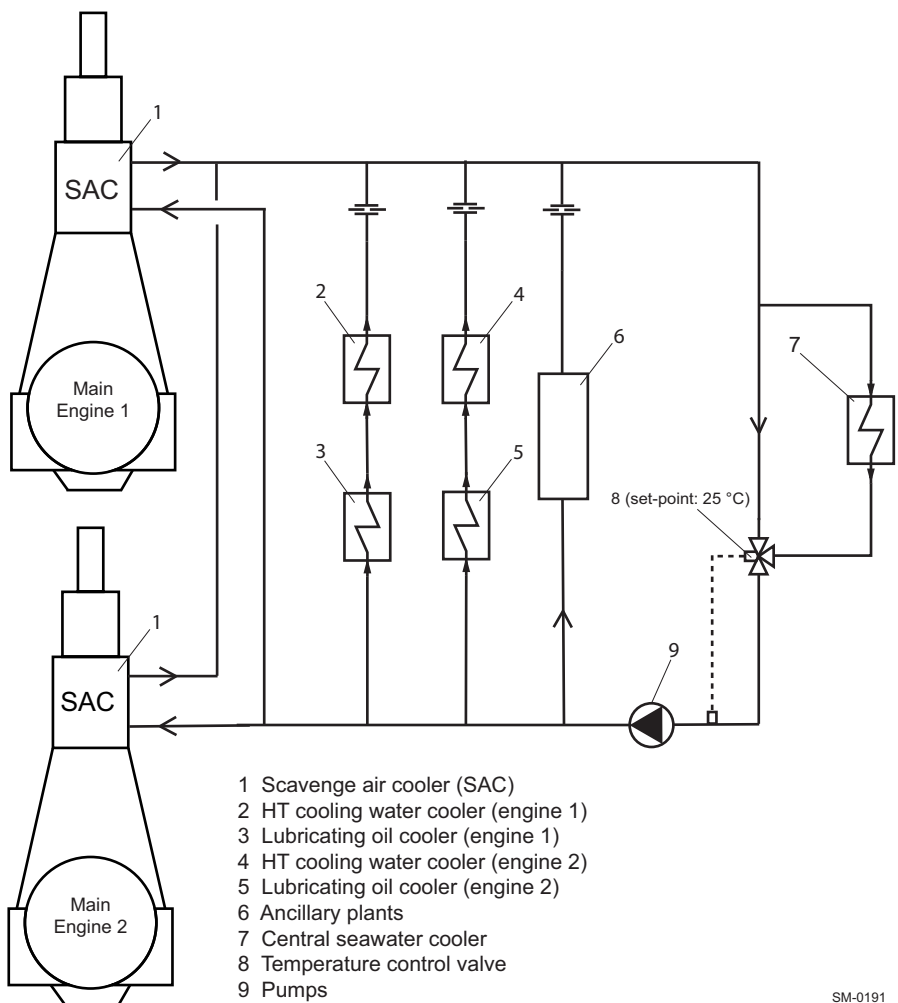 1
SAC
2
4
6
7
Main
Engine 1
3
5
8 (set-point: 25 °C)
1
9
SAC
1 Scavenge air cooler (SAC)
2 HT cooling water cooler (engine 1)
3 Lubricating oil cooler (engine 1)
4 HT cooling water cooler (engine 2)
5 Lubricating oil cooler (engine 2)
6 Ancillary plants
7 Central seawater cooler
8 Temperature control valve
9 Pumps
Main
Engine 2
SM-0191